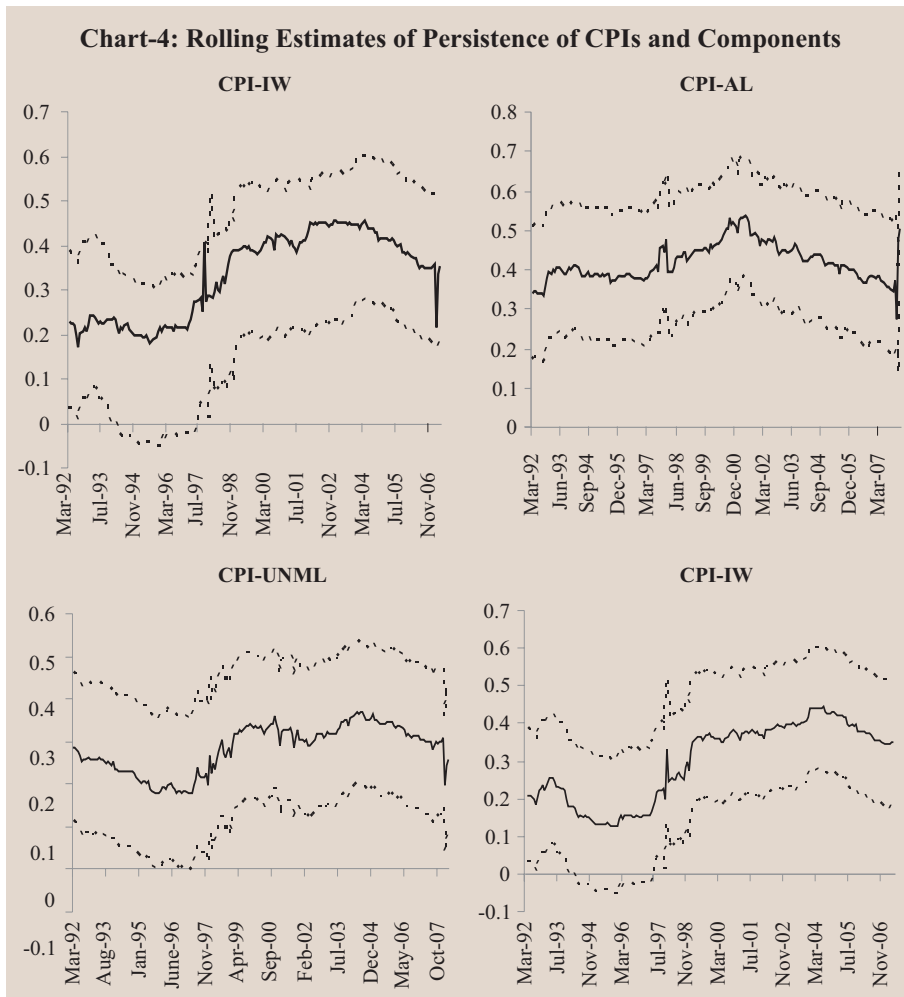 Chart-4: Rolling Estimates of Persistence of CPIs and Components
CPI-IW
0.7
0.6
0.5
0.4
0.3
0.2
0.1
0
-0.1
Mar-92
Jul-93
Nov-94
Mar-96
Jul-97
Nov-98
Mar-00
Jul-01
Nov-02
Mar-04
Jul-05
Nov-06
CPI-AL
0.8
0.7
0.6
0.5
0.4
0.3
0.2
0.1
0
Mar-92
Jun-93
Sep-94
Dec-95
Mar-97
Jun-98
Sep-99
Dec-00
Mar-02
Jun-03
Sep-04
Dec-05
Mar-07
CPI-UNML
0.6
0.5
0.4
0.3
0.2
0.1
0
-0.1
Mar-92
Aug-93
Jan-95
June-96
Nov-97
Apr-99
Sep-00
Feb-02
Jul-03
Dec-04
May-06
Oct-07
CPI-IW
0.7
0.6
0.5
0.4
0.3
0.2
0.1
0
-0.1
Mar-92
Jul-93
Nov-94
Mar-96
Jul-97
Nov-98
Mar-00
Jul-01
Nov-02
Mar-04
Jul-05
Nov-06